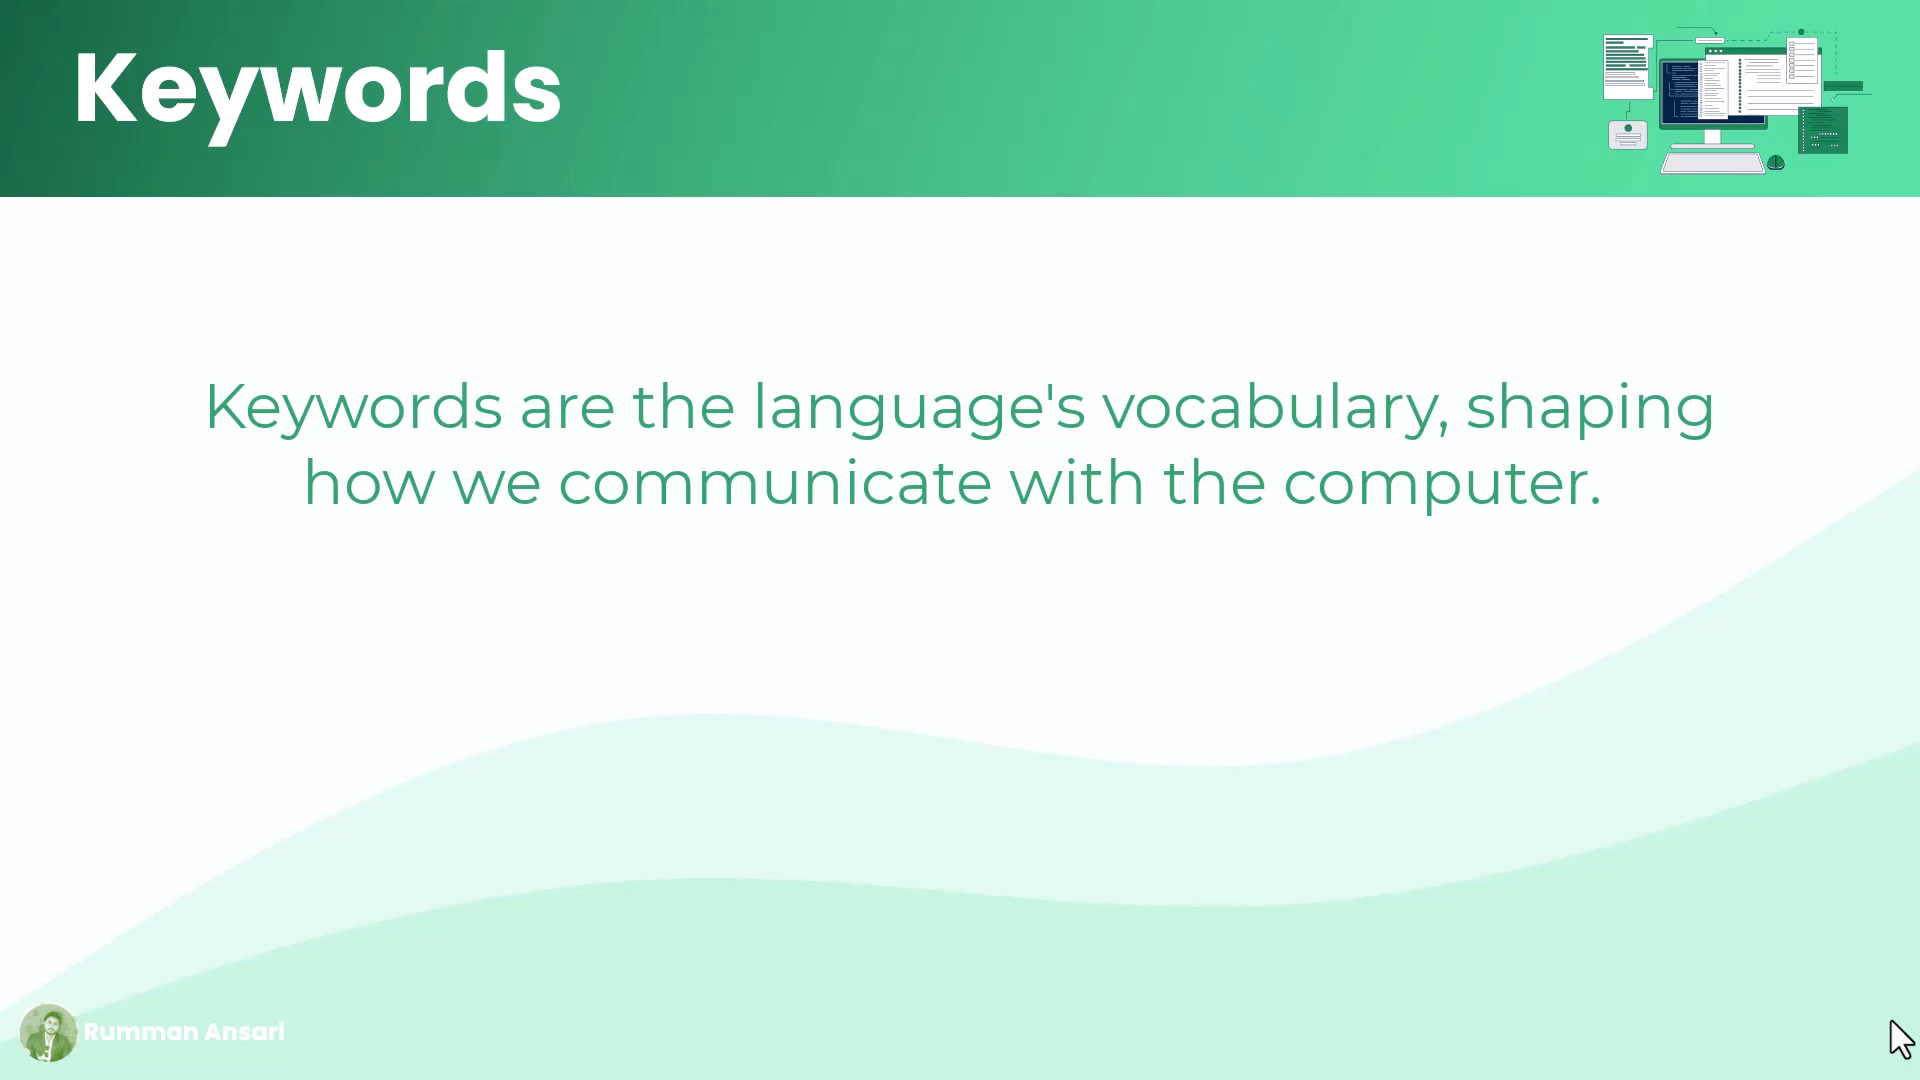 Keywords
Keywords are the language's vocabulary, shaping
how we communicate with the computer.
Rumman Ansari